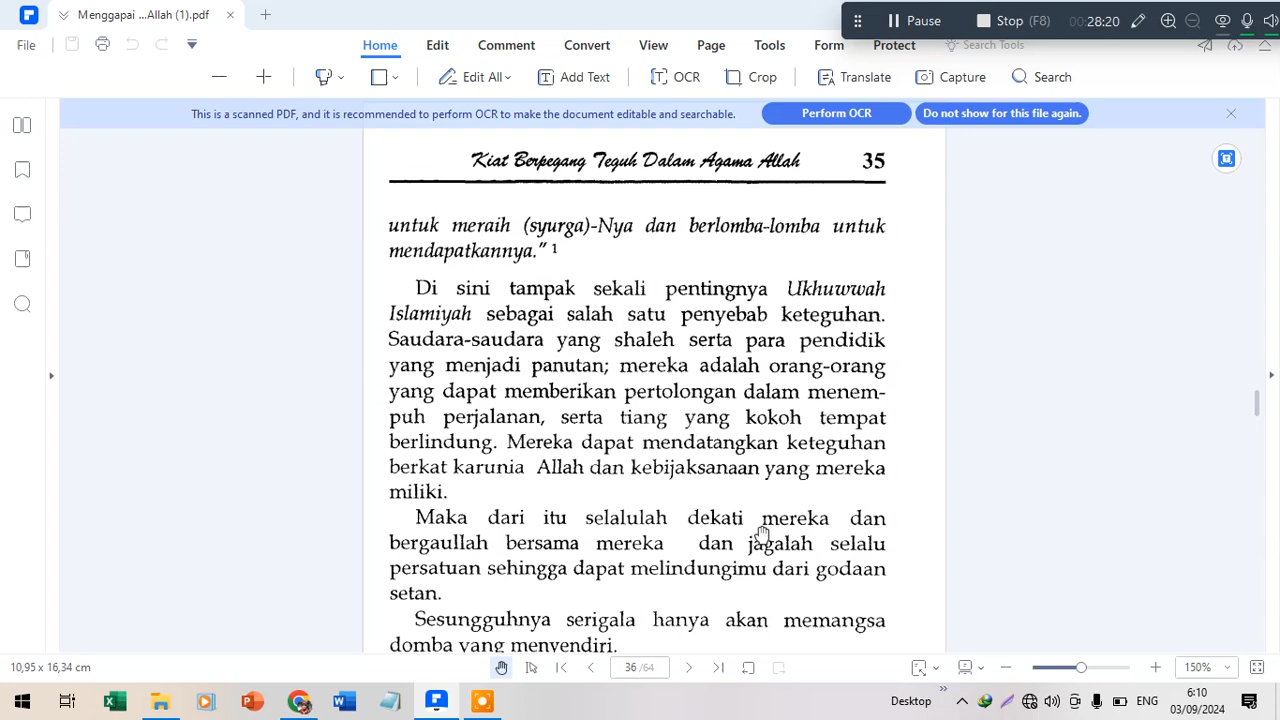 Menggapai ...Allah (1).pdf
Pause
Stop (F8)
00:28:20
File
Home
Edit
Comment
Convert
View
Page
Tools
Form
Protect
Search Tools
Edit All
Add Text
OCR
Crop
Translate
Capture
Search
This is a scanned PDF, and it is recommended to perform OCR to make the document editable and searchable.
Perform OCR
Do not show for this file again.
Kiat Berpegang Teguh Dalam Agama Allah 35
untuk meraih (syurga)-Nya dan berlomba-lomba untuk
mendapatkannya." 1
Di sini tampak sekali pentingnya Ukhuwwah
Islamiyah sebagai salah satu penyebab keteguhan.
Saudara-saudara yang shaleh serta para pendidik
yang menjadi panutan; mereka adalah orang-orang
yang dapat memberikan pertolongan dalam menem-
puh perjalanan, serta tiang yang kokoh tempat
berlindung. Mereka dapat mendatangkan keteguhan
berkat karunia Allah dan kebijaksanaan yang mereka
miliki.
Maka dari itu selalulah dekati mereka dan
bergaullah bersama mereka dan jagalah selalu
persatuan sehingga dapat melindungimu dari godaan
setan.
Sesungguhnya serigala hanya akan memangsa
domba yang menyendiri.
10,95 x 16,34 cm
36 /64
150%
Desktop
ENG
6:10
03/09/2024